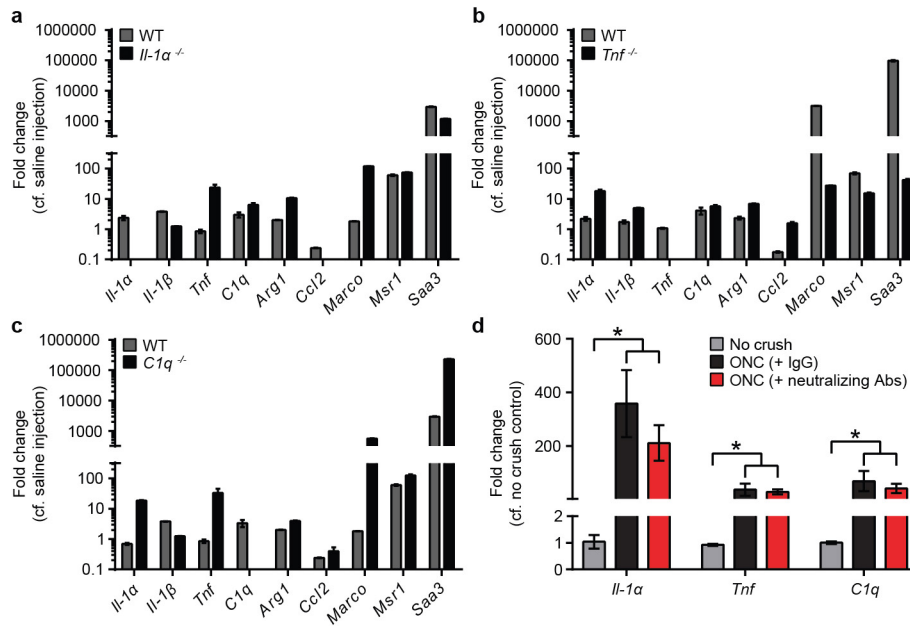 a
WT
Il-1α -/-
Fold change
(cf. saline injection)
1000000
100000
10000
1000
100
10
1
0.1
Il-1α Il-1β Tnf C1q Arg1 Ccl2 Marco Msr1 Saa3
b
WT
Tnf -/-
Fold change
(cf. saline injection)
1000000
100000
10000
1000
100
10
1
0.1
Il-1α Il-1β Tnf C1q Arg1 Ccl2 Marco Msr1 Saa3
c
WT
C1q -/-
Fold change
(cf. saline injection)
1000000
100000
10000
1000
100
10
1
0.1
Il-1α Il-1β Tnf C1q Arg1 Ccl2 Marco Msr1 Saa3
d
No crush
ONC (+ IgG)
ONC (+ neutralizing Abs)
Fold change
(cf. no crush control)
600
400
200
2
1
0
* * *
Il-1α Tnf C1q